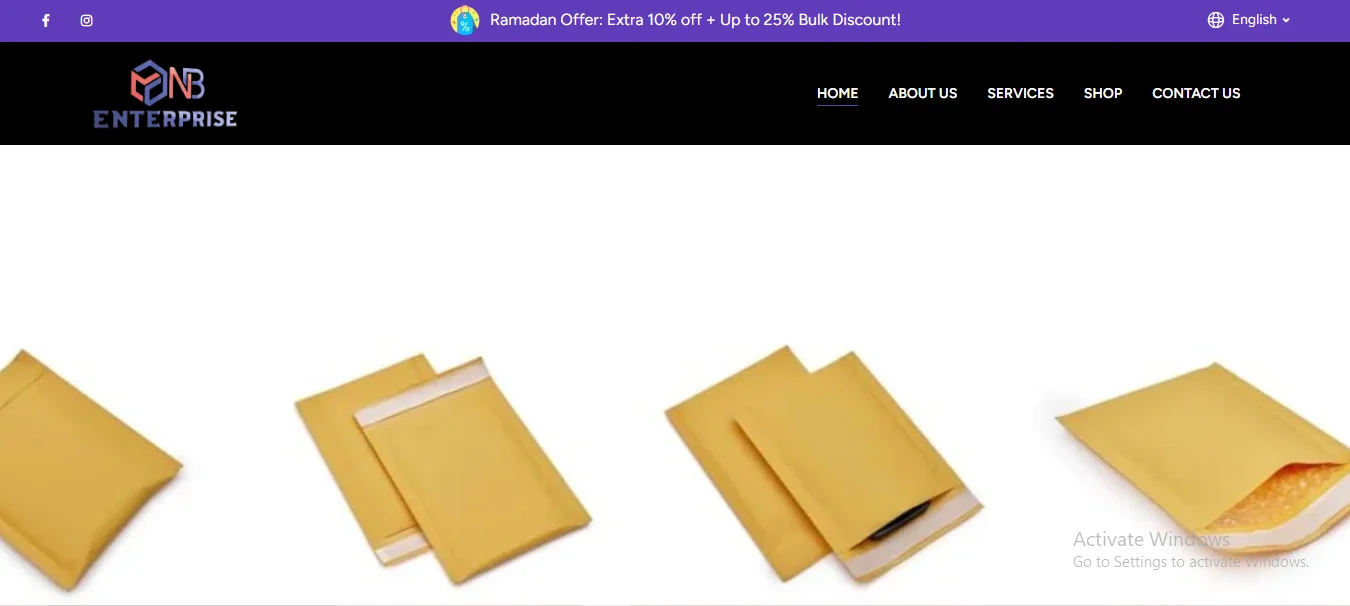 Ramadan Offer: Extra 10% off + Up to 25% Bulk Discount!
English
NB
ENTERPRISE
HOME
ABOUT US
SERVICES
SHOP
CONTACT US
Activate Windows
Go to Settings to activate Windows.